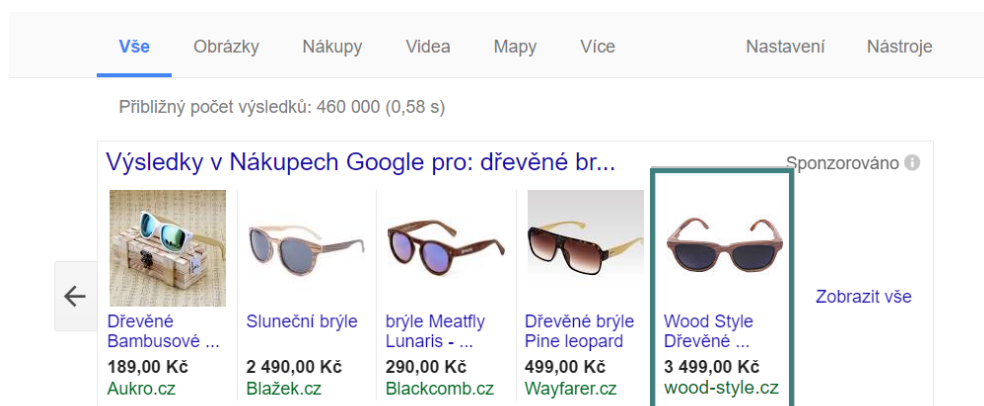 Vše Obrázky Nákupy Videa Mapy Více Nastavení Nástroje
Přibližný počet výsledků: 460 000 (0,58 s)
Výsledky v Nákupech Google pro: dřevěné br...
Sponzorováno
Dřevěné
Bambusové ...
189,00 Kč
Aukro.cz
Sluneční brýle
2 490,00 Kč
Blažek.cz
brýle Meatfly
Lunaris - ...
290,00 Kč
Blackcomb.cz
Dřevěné brýle
Pine leopard
499,00 Kč
Wayfarer.cz
Wood Style
Dřevěné ...
3 499,00 Kč
wood-style.cz
Zobrazit vše